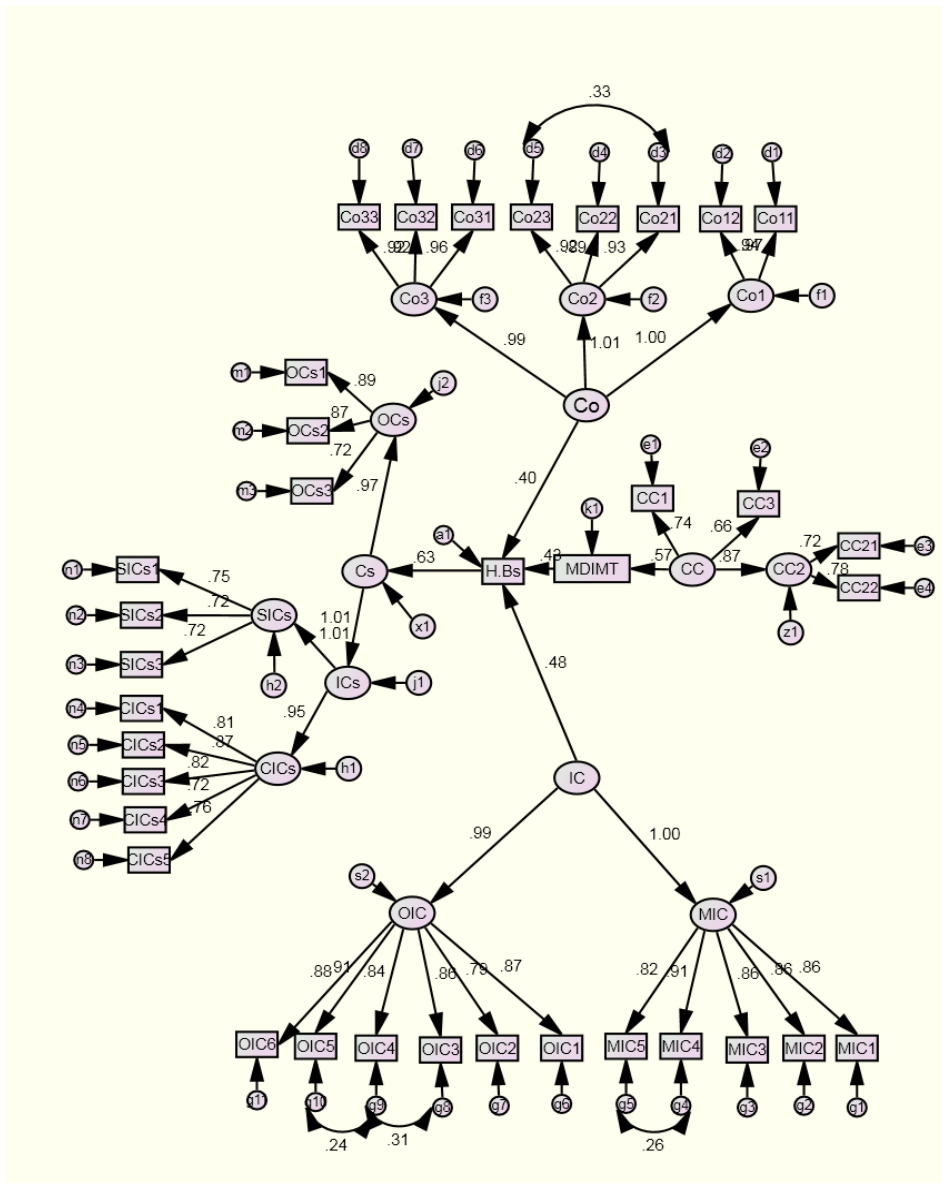 .33
d8 d7 d6 d5 d4 d3 d2 d1
Co33 Co32 Co31 Co23 Co22 Co21 Co12 Co11
.96 .93
Co3 f3 Co2 f2 Co1 f1
.99 1.01 1.00
m1 OCs1 .89 j2
Co
m2 OCs2 .87 OCs
m3 OCs3 .72 .97
.40
e1 e2
CC1 CC3
k1 .74 .66
a1 .72 CC21 e3
n1 SICs1 .75 Cs .63 H.Bs .43 MDIMT .57 CC .87 CC2 .78 CC22 e4
n2 SICs2 .72 SICs 1.01 x1 z1
n3 SICs3 .72 1.01
h2 ICs j1 .48
n4 CICs1 .81 .95
n5 CICs2 .87
n6 CICs3 .82 CICs h1
n7 CICs4 .72
n8 CICs5 .76
IC
.99 1.00
s2 s1
OIC MIC
.88 .91 .84 .86 .79 .87 .82 .91 .86 .86 .86
OIC6 OIC5 OIC4 OIC3 OIC2 OIC1 MIC5 MIC4 MIC3 MIC2 MIC1
g11 g10 g9 g8 g7 g6 g5 g4 g3 g2 g1
.24 .31 .26